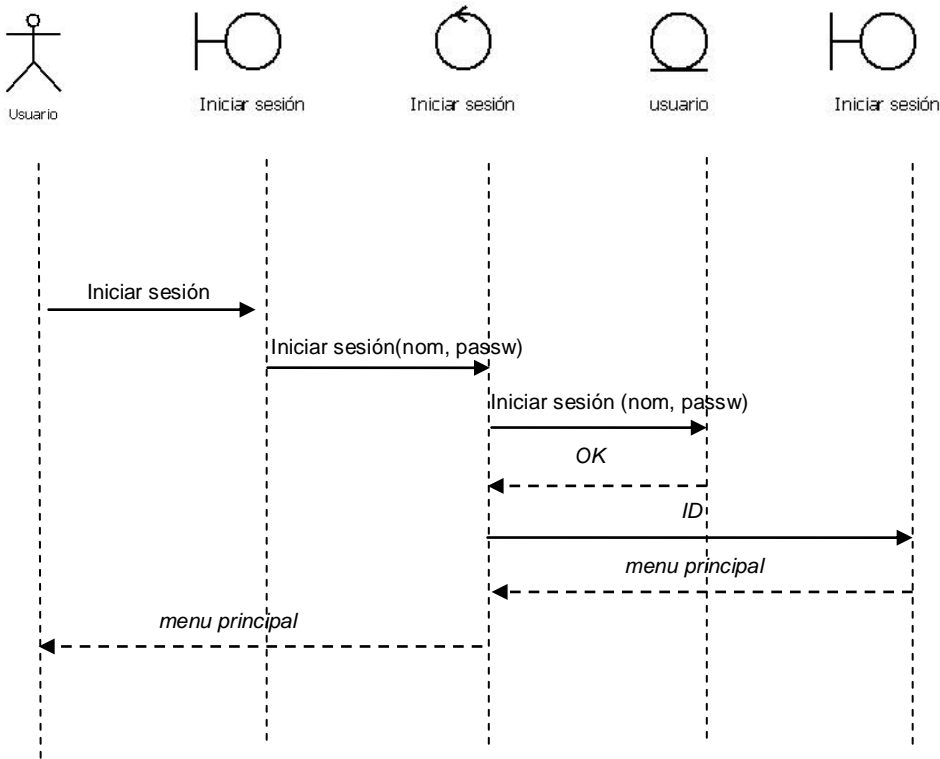 Usuario
Iniciar sesión
Iniciar sesión
usuario
Iniciar sesión
Iniciar sesión
Iniciar sesión(nom, passw)
Iniciar sesión (nom, passw)
OK
ID
menu principal
menu principal